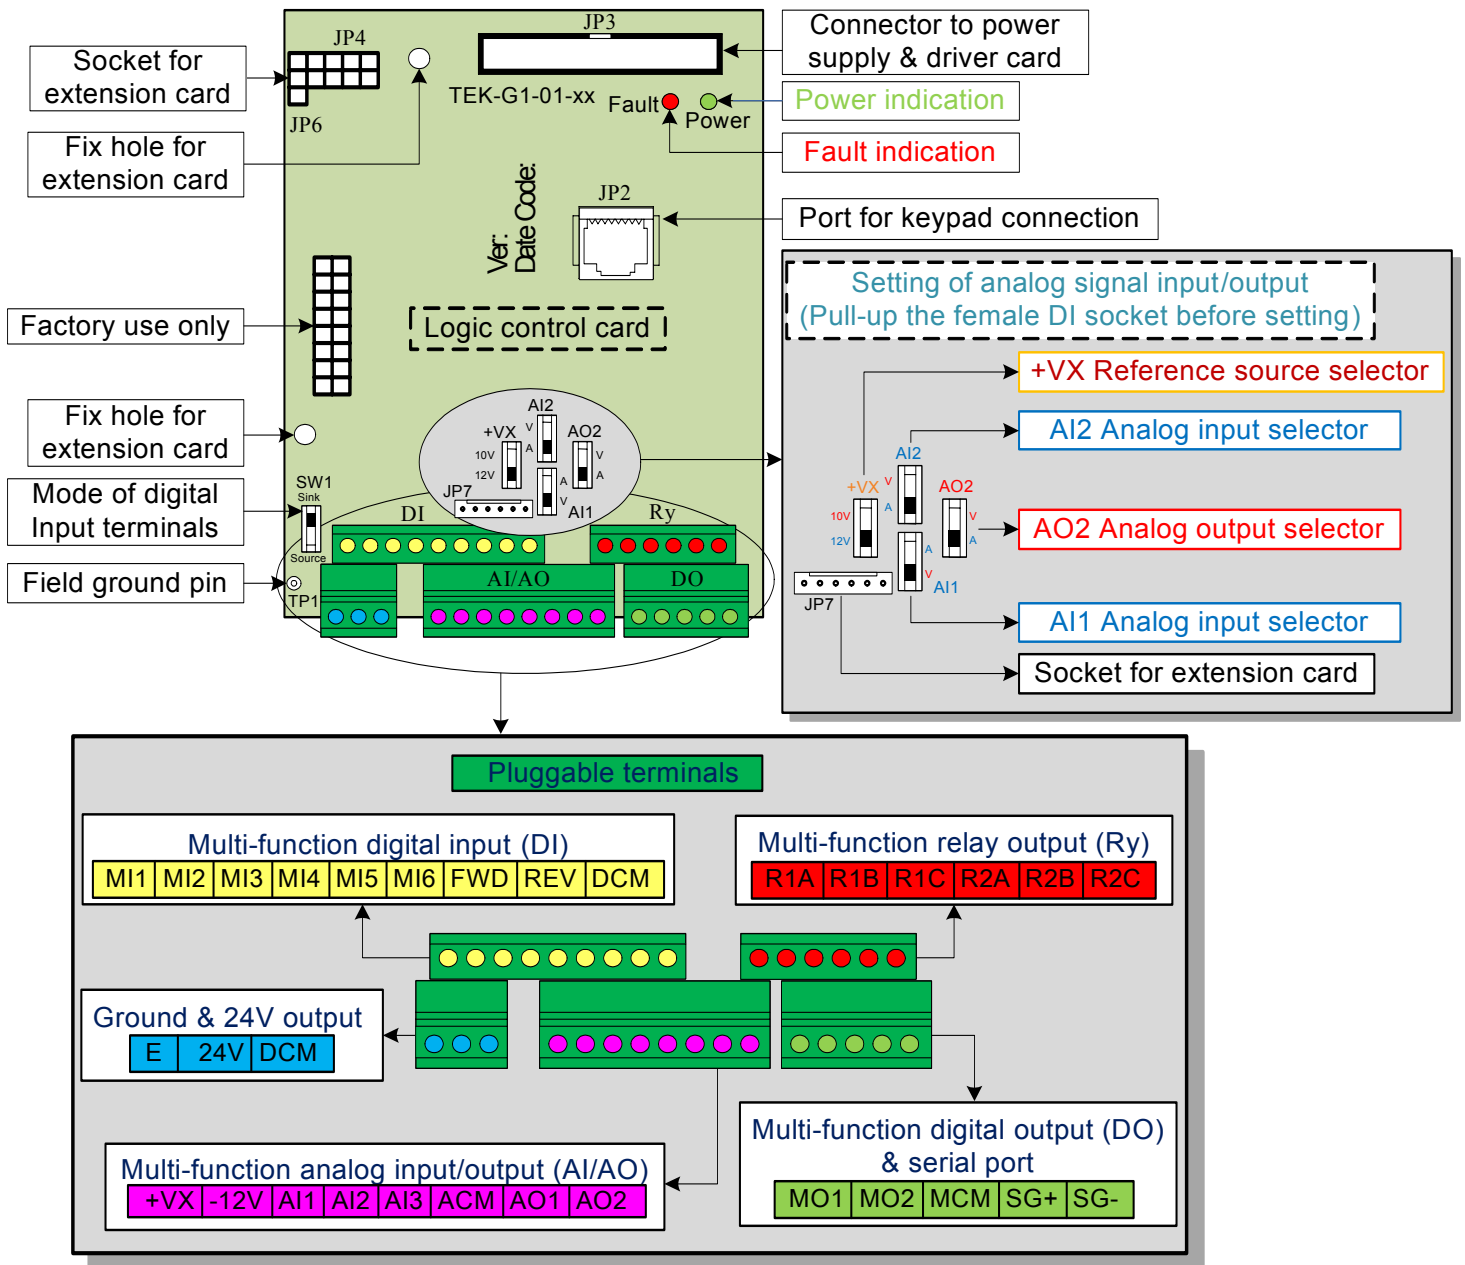 JP3
Connector to power
supply & driver card
JP4
Socket for
extension card
JP6
TEK-G1-01-xx
Fault
Power
Power indication
Fault indication
Fix hole for
extension card
Ver:
Date Code:
JP2
Port for keypad connection
Factory use only
Logic control card
Setting of analog signal input/output
(Pull-up the female DI socket before setting)
+VX Reference source selector
AI2 Analog input selector
AI2
+VX
V
A
10V
12V
AO2
V
A
AO2 Analog output selector
A
V
AI1
JP7
AI1 Analog input selector
Socket for extension card
Fix hole for
extension card
AI2
+VX
V
A
10V
12V
AO2
V
A
JP7
A
V
AI1
SW1
Sink
Source
Mode of digital
Input terminals
DI
Ry
Field ground pin
TP1
AI/AO
DO
Pluggable terminals
Multi-function digital input (DI)
MI1 MI2 MI3 MI4 MI5 MI6 FWD REV DCM
Multi-function relay output (Ry)
R1A R1B R1C R2A R2B R2C
Ground & 24V output
E 24V DCM
Multi-function analog input/output (AI/AO)
+VX -12V AI1 AI2 AI3 ACM AO1 AO2
Multi-function digital output (DO)
& serial port
MO1 MO2 MCM SG+ SG-